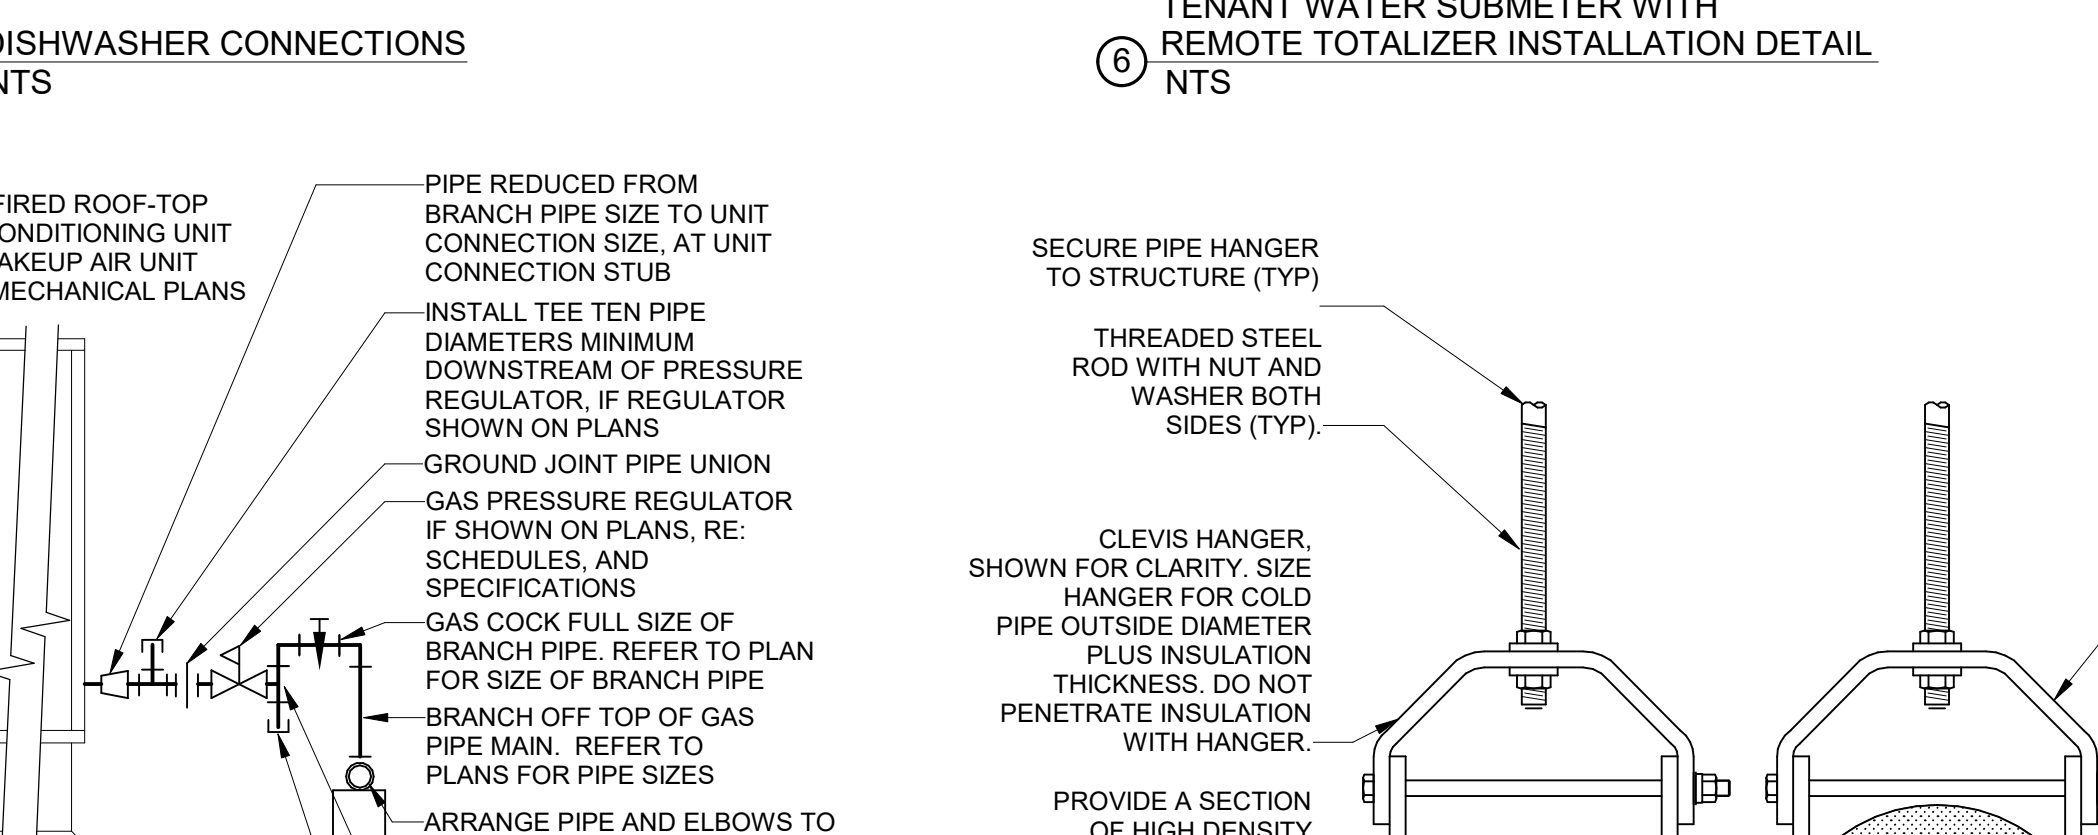 DISHWASHER CONNECTIONS
NTS
TENANT WATER SUBMETER WITH
REMOTE TOTALIZER INSTALLATION DETAIL
6
NTS
FIRED ROOF-TOP
CONDITIONING UNIT
MAKEUP AIR UNIT
MECHANICAL PLANS
PIPE REDUCED FROM
BRANCH PIPE SIZE TO UNIT
CONNECTION SIZE, AT UNIT
CONNECTION STUB
INSTALL TEE TEN PIPE
DIAMETERS MINIMUM
DOWNSTREAM OF PRESSURE
REGULATOR, IF REGULATOR
SHOWN ON PLANS
GROUND JOINT PIPE UNION
GAS PRESSURE REGULATOR
IF SHOWN ON PLANS, RE:
SCHEDULES, AND
SPECIFICATIONS
GAS COCK FULL SIZE OF
BRANCH PIPE. REFER TO PLAN
FOR SIZE OF BRANCH PIPE
BRANCH OFF TOP OF GAS
PIPE MAIN. REFER TO
PLANS FOR PIPE SIZES
ARRANGE PIPE AND ELBOWS TO
SECURE PIPE HANGER
TO STRUCTURE (TYP)
THREADED STEEL
ROD WITH NUT AND
WASHER BOTH
SIDES (TYP).
CLEVIS HANGER,
SHOWN FOR CLARITY. SIZE
HANGER FOR COLD
PIPE OUTSIDE DIAMETER
PLUS INSULATION
THICKNESS. DO NOT
PENETRATE INSULATION
WITH HANGER.
PROVIDE A SECTION
OF HIGH DENSITY